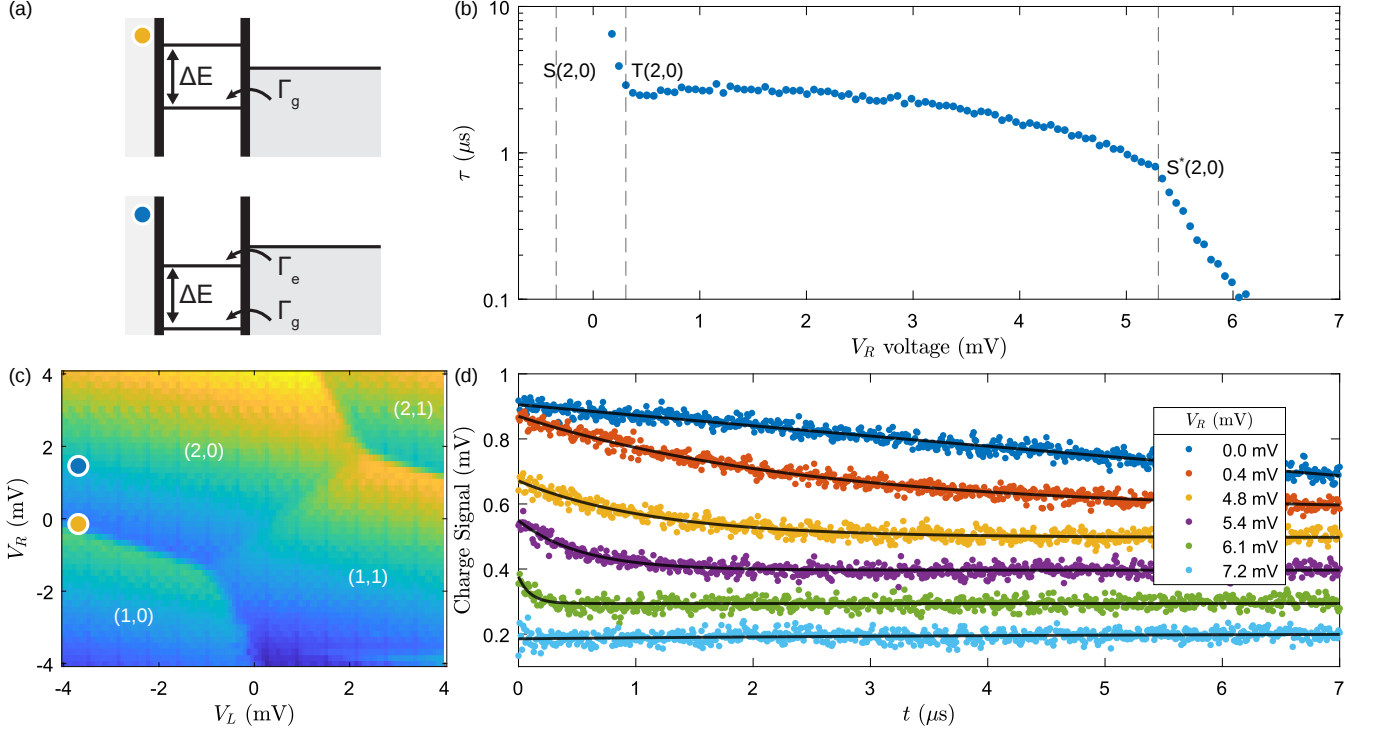 (a)
ΔE
Γg
ΔE
Γe
Γg
(b)
10
1
0.1
τ (μs)
S(2,0)
T(2,0)
S*(2,0)
0 1 2 3 4 5 6 7
VR voltage (mV)
(c)
4
2
0
-2
-4
VR (mV)
(2,1)
(2,0)
(1,1)
(1,0)
-4 -2 0 2 4
VL (mV)
(d)
1
0.8
0.6
0.4
0.2
Charge Signal (mV)
VR (mV)
0.0 mV
0.4 mV
4.8 mV
5.4 mV
6.1 mV
7.2 mV
0 1 2 3 4 5 6 7
t (μs)